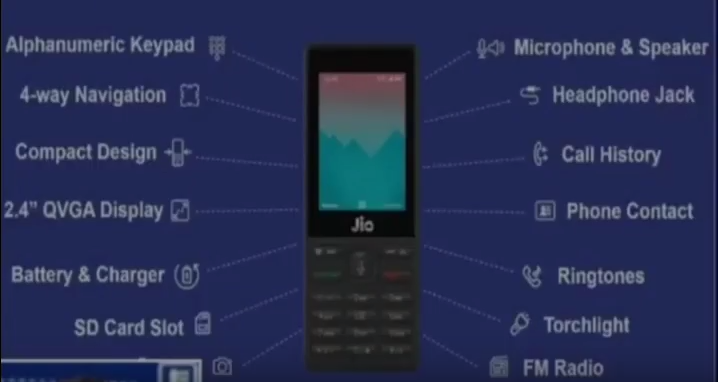 Alphanumeric Keypad
4-way Navigation
Compact Design
2.4" QVGA Display
Battery & Charger
SD Card Slot
Jio
Microphone & Speaker
Headphone Jack
Call History
Phone Contact
Ringtones
Torchlight
FM Radio